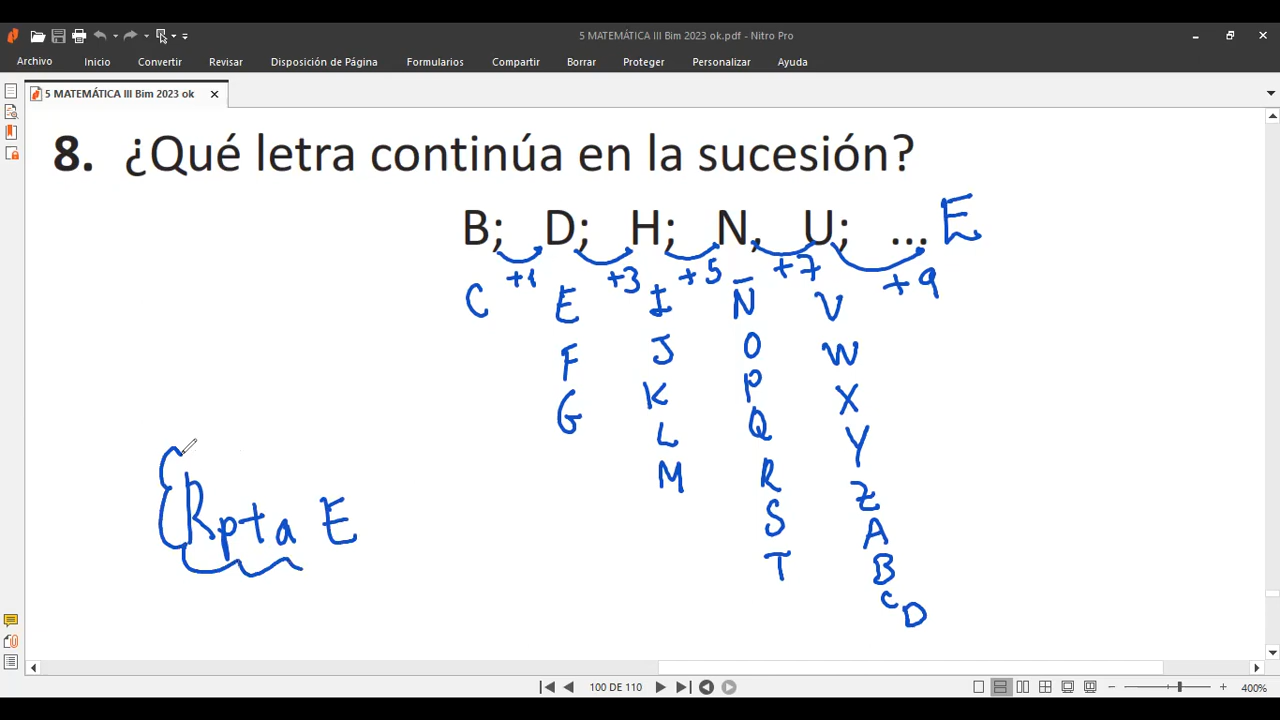 5 MATEMÁTICA III Bim 2023 ok.pdf - Nitro Pro
Archivo Inicio Convertir Revisar Disposición de Página Formularios Compartir Borrar Proteger Personalizar Ayuda
5 MATEMÁTICA III Bim 2023 ok
8. ¿Qué letra continúa en la sucesión?
B; D; H; N, U; ... E
+1 +3 +5 +7 +9
C E I Ñ V
F J O W
G K P X
L Q Y
M R Z
S A
T B
C
D
Rpta E
100 DE 110
400%